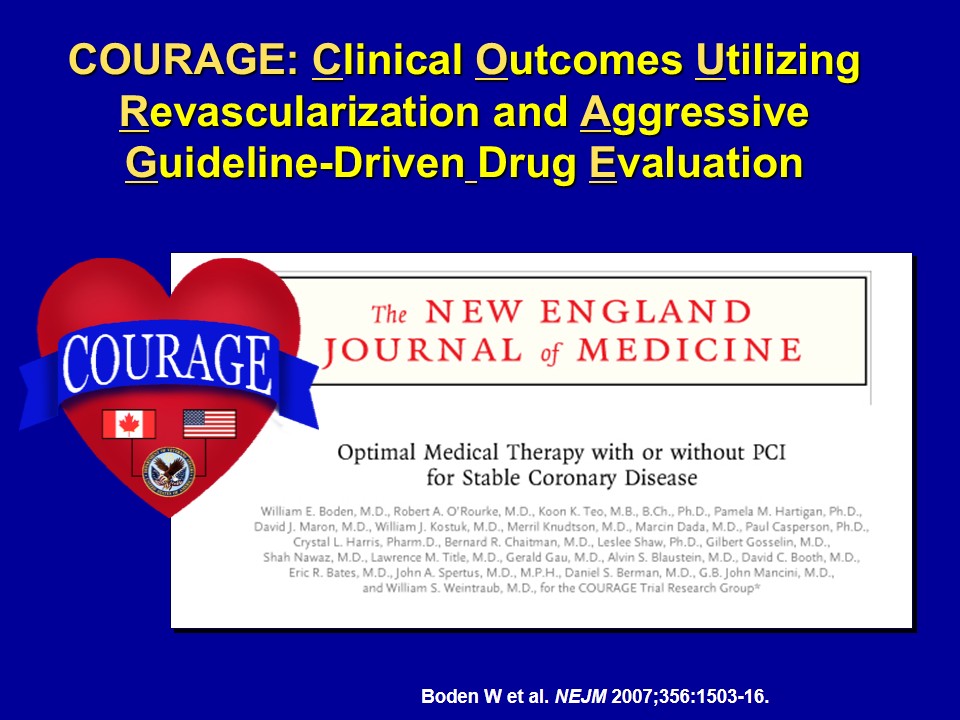 COURAGE: Clinical Outcomes Utilizing
Revascularization and Aggressive
Guideline-Driven Drug Evaluation
COURAGE
The NEW ENGLAND
JOURNAL of MEDICINE
Optimal Medical Therapy with or without PCI
for Stable Coronary Disease
William E. Boden, M.D., Robert A. O'Rourke, M.D., Koon K. Teo, M.B., B.Ch., Ph.D., Pamela M. Hartigan, Ph.D.,
David J. Maron, M.D., William J. Kostuk, M.D., Merril Knudtson, M.D., Marcin Dada, M.D., Paul Casperson, Ph.D.,
Crystal L. Harris, Pharm.D., Bernard R. Chaitman, M.D., Leslee Shaw, Ph.D., Gilbert Gosselin, M.D.,
Shah Nawaz, M.D., Lawrence M. Title, M.D., Gerald Gau, M.D., Alvin S. Blaustein, M.D., David C. Booth, M.D.,
Eric R. Bates, M.D., John A. Spertus, M.D., M.P.H., Daniel S. Berman, M.D., G.B. John Mancini, M.D.,
and William S. Weintraub, M.D., for the COURAGE Trial Research Group*
Boden W et al. NEJM 2007;356:1503-16.